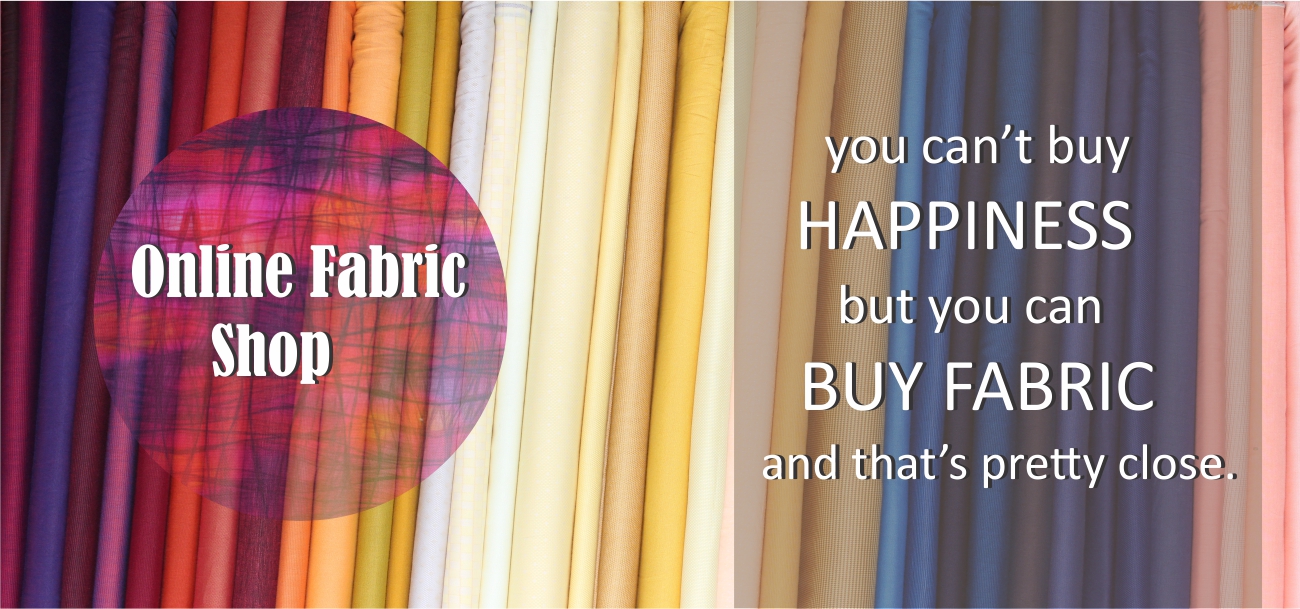 Online Fabric
Shop
you can’t buy
HAPPINESS
but you can
BUY FABRIC
and that’s pretty close.